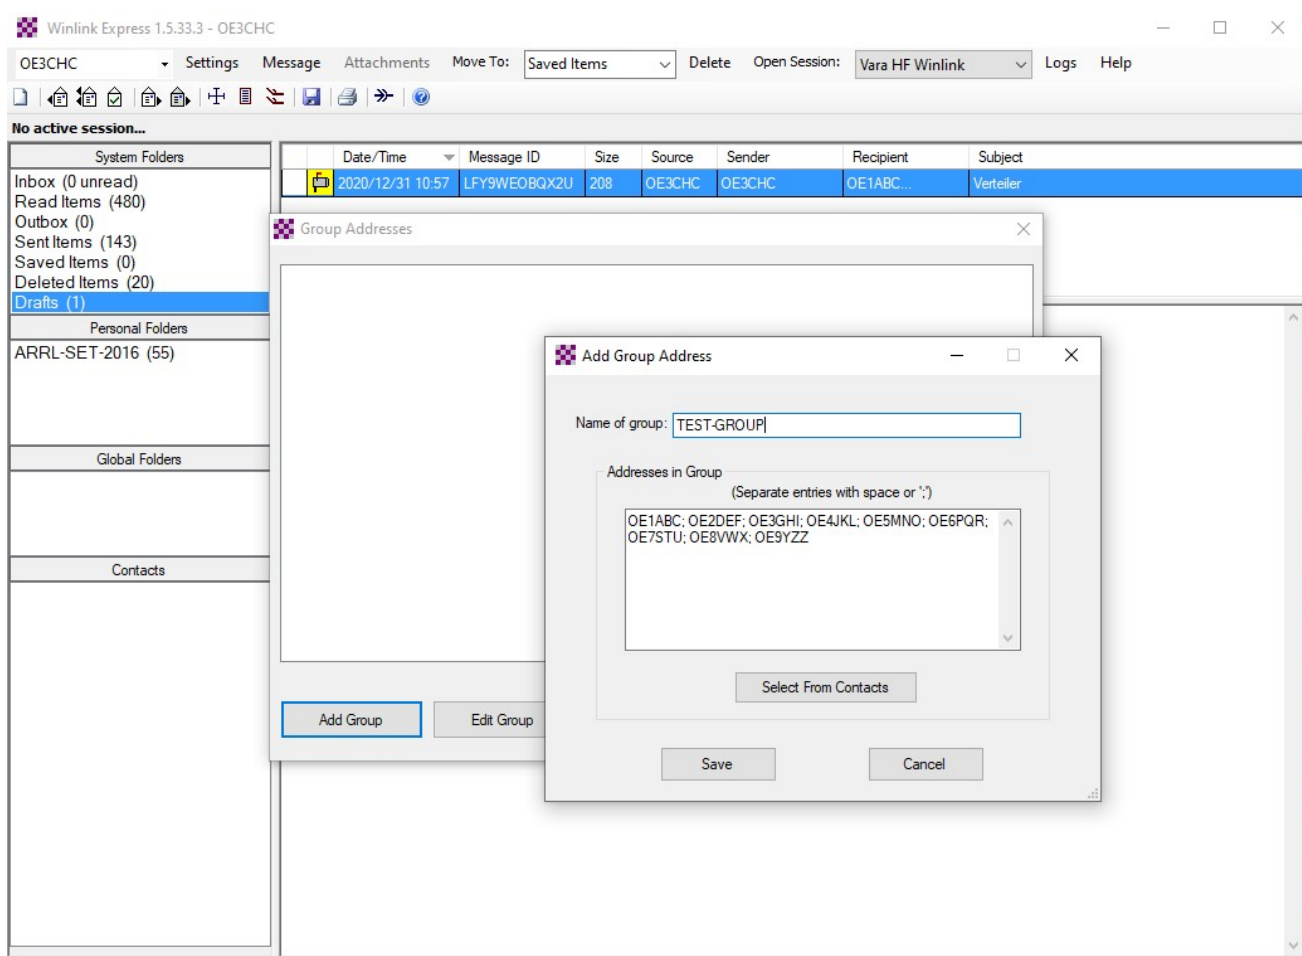 Winlink Express 1.5.33.3 - OE3CHC
OE3CHC Settings Message Attachments Move To: Saved Items Delete Open Session: Vara HF Winlink Logs Help
No active session...
System Folders
Inbox (0 unread)
Read Items (480)
Outbox (0)
Sent Items (143)
Saved Items (0)
Deleted Items (20)
Drafts (1)
Personal Folders
ARRL-SET-2016 (55)
Global Folders
Contacts
Date/Time Message ID Size Source Sender Recipient Subject
2020/12/31 10:57 LFY9WEOBQX2U 208 OE3CHC OE3CHC OE1ABC... Verteiler
Group Addresses
Add Group Edit Group
Add Group Address
Name of group: TEST-GROUP
Addresses in Group
(Separate entries with space or ';')
OE1ABC; OE2DEF; OE3GHI; OE4JKL; OE5MNO; OE6PQR;
OE7STU; OE8VWX; OE9YZZ
Select From Contacts
Save Cancel